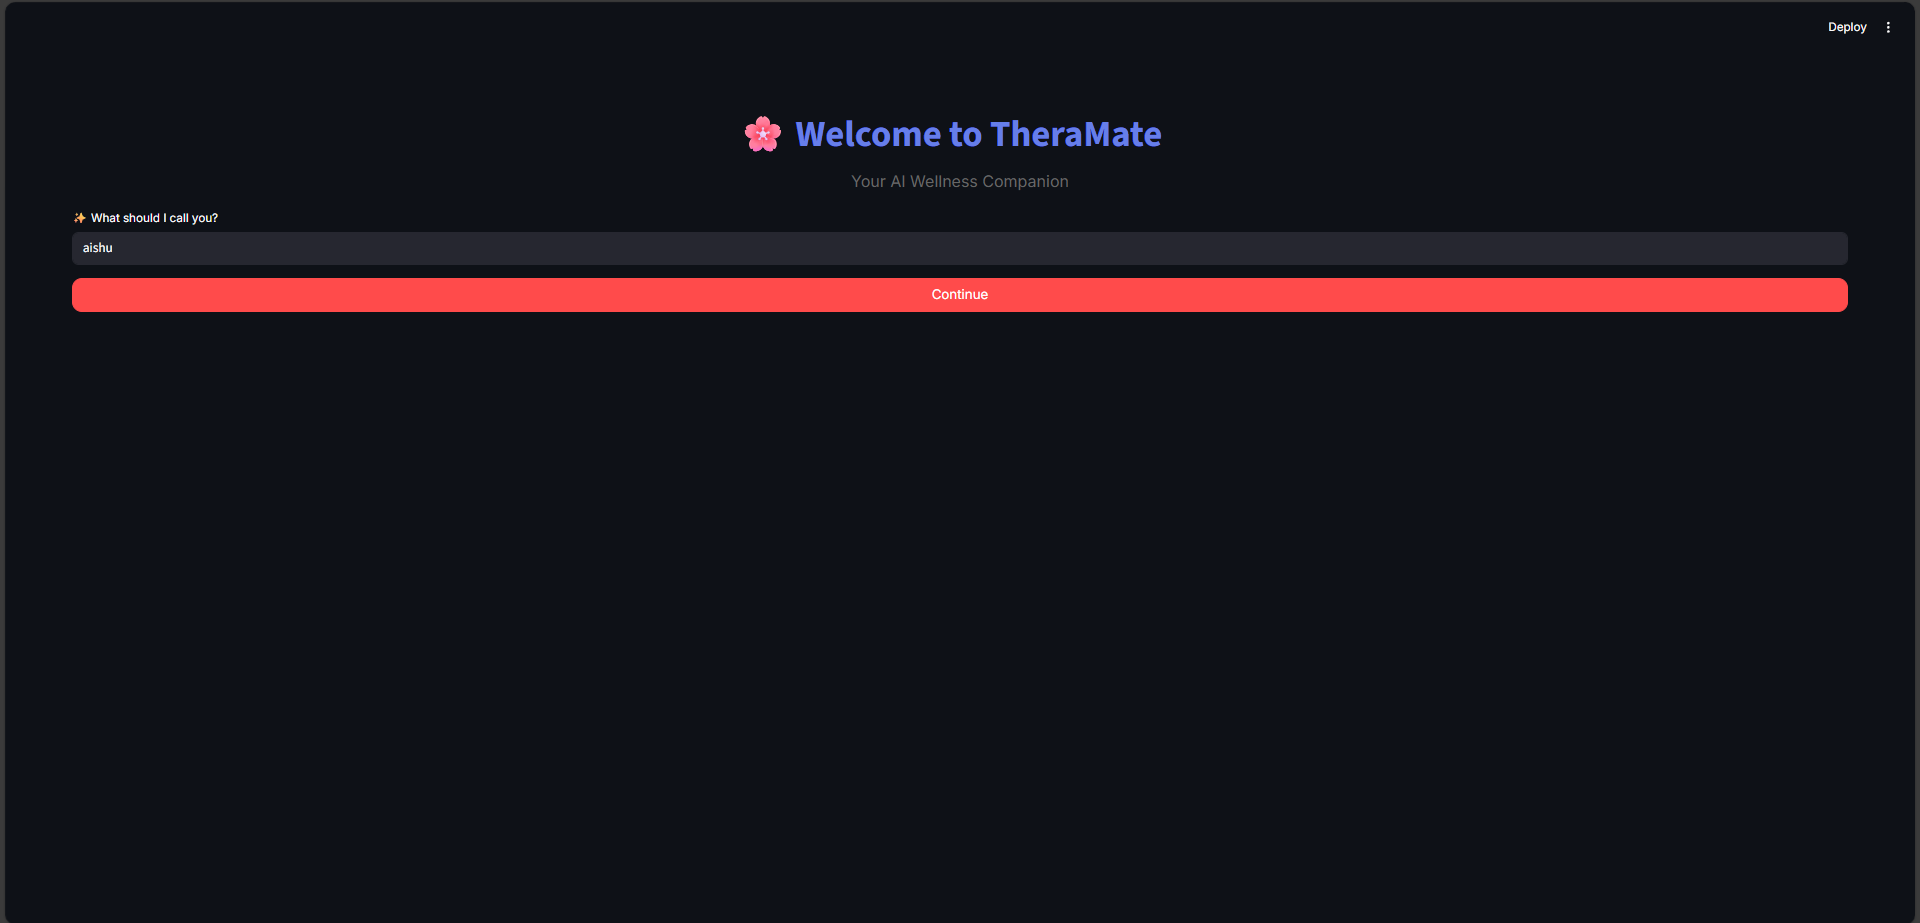 Deploy
🌸 Welcome to TheraMate
Your AI Wellness Companion
✨ What should I call you?
aishu
Continue